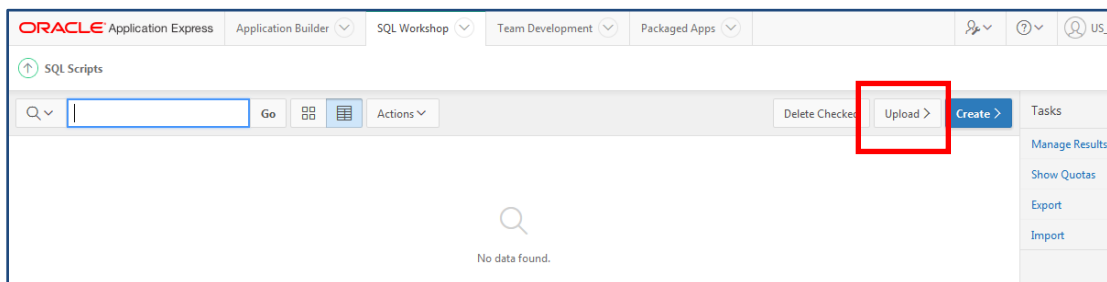 ORACLE Application Express Application Builder SQL Workshop Team Development Packaged Apps US_
SQL Scripts
Go Actions Delete Checked Upload > Create > Tasks
Manage Results
Show Quotas
Export
Import
No data found.